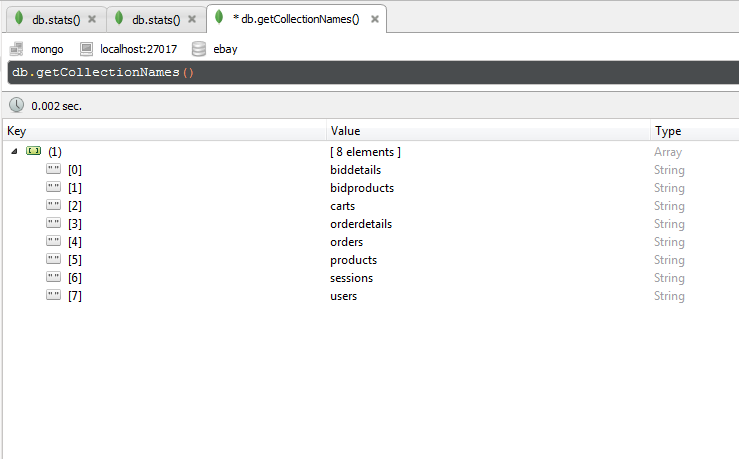 db.stats() db.stats() * db.getCollectionNames()
mongo localhost:27017 ebay
db.getCollectionNames()
0.002 sec.
Key Value Type
(1) [ 8 elements ] Array
"" [0] biddetails String
"" [1] bidproducts String
"" [2] carts String
"" [3] orderdetails String
"" [4] orders String
"" [5] products String
"" [6] sessions String
"" [7] users String